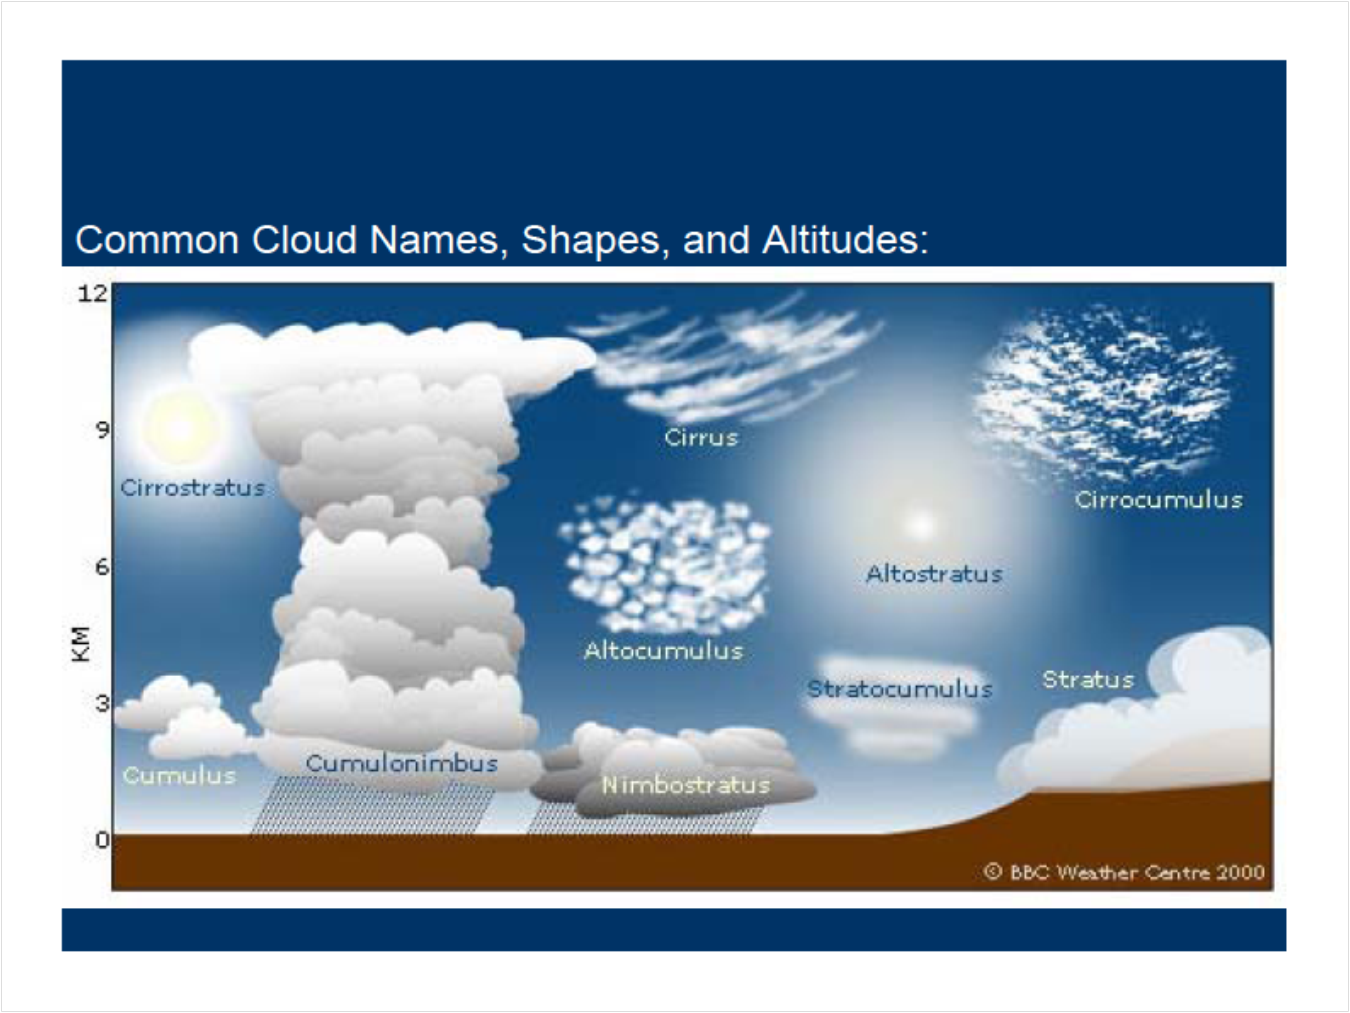 Common Cloud Names, Shapes, and Altitudes:
12
9
6
3
0
KM
Cirrus
Cirrostratus
Cirrocumulus
Altostratus
Altocumulus
Stratocumulus
Stratus
Cumulonimbus
Cumulus
Nimbostratus
© BBC Weather Centre 2000